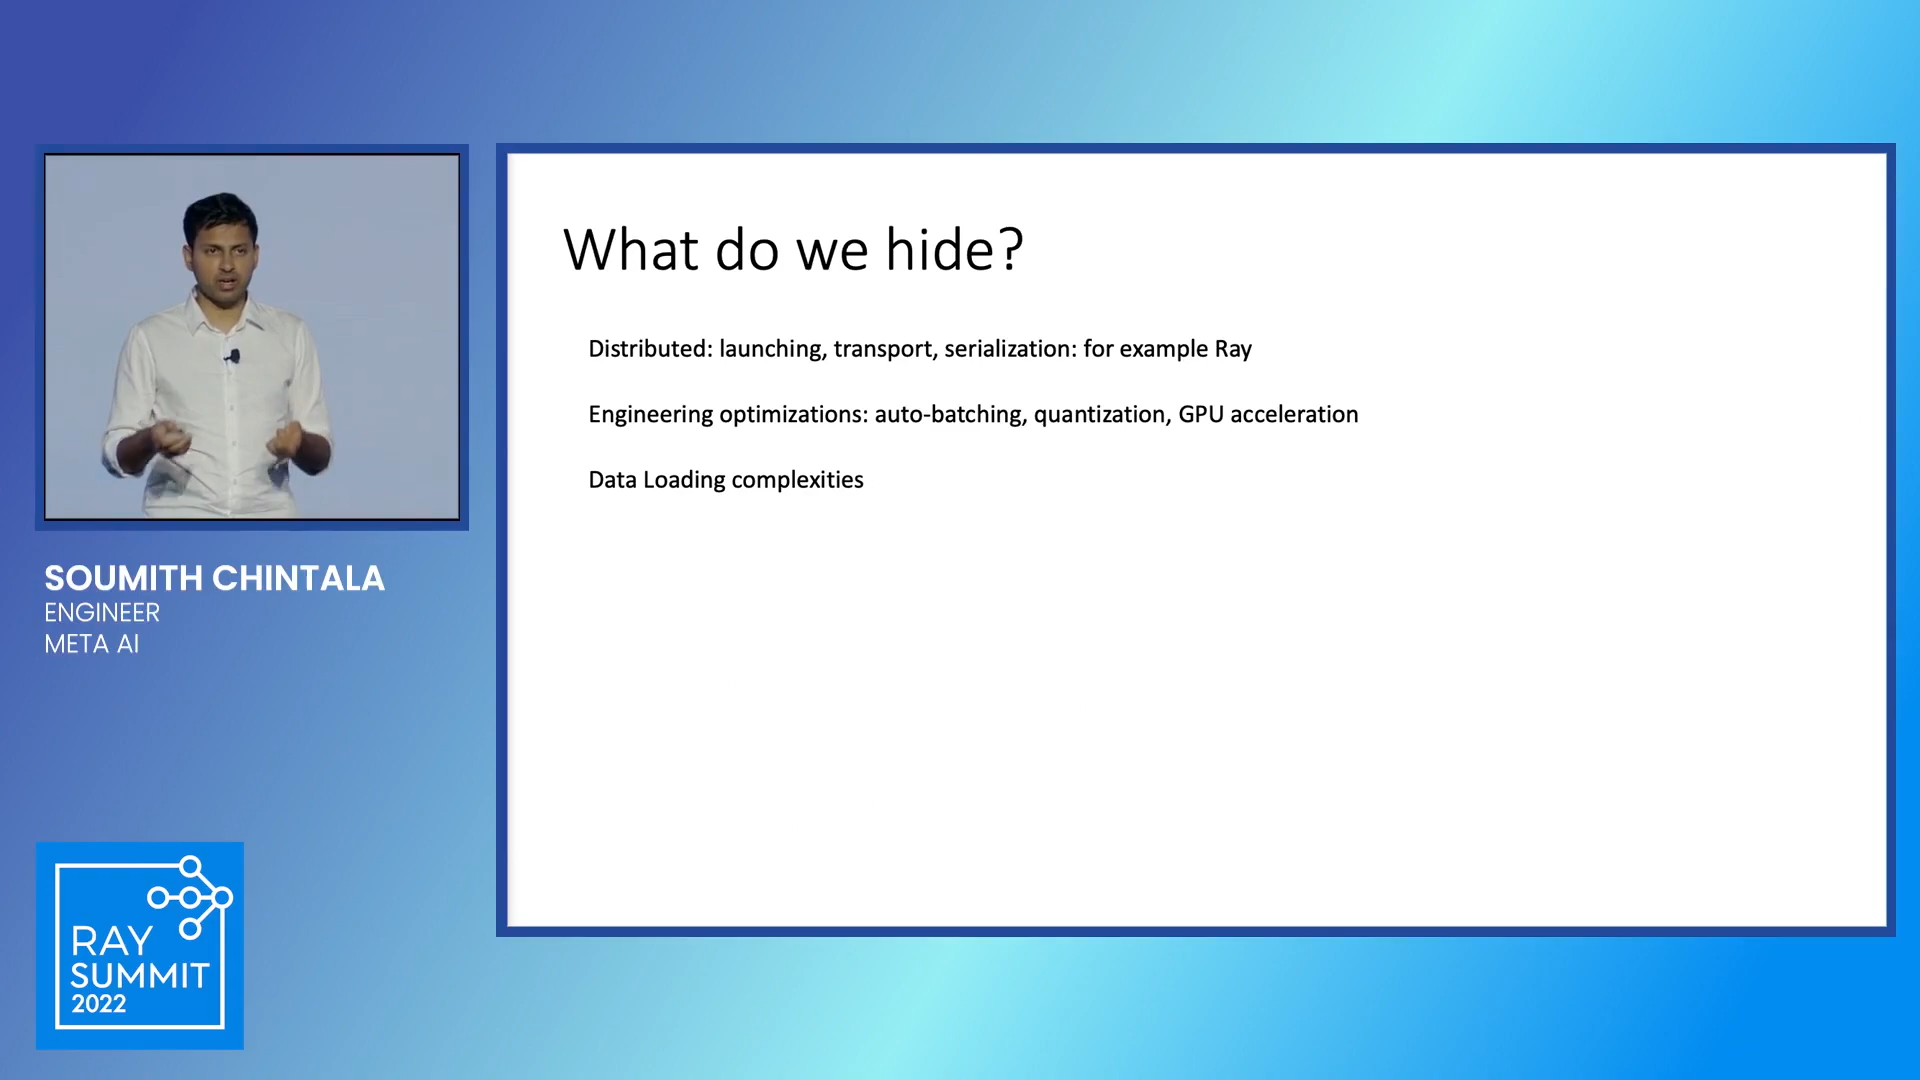 What do we hide?
Distributed: launching, transport, serialization: for example Ray
Engineering optimizations: auto-batching, quantization, GPU acceleration
Data Loading complexities
SOUMITH CHINTALA
ENGINEER
META AI
RAY
SUMMIT
2022